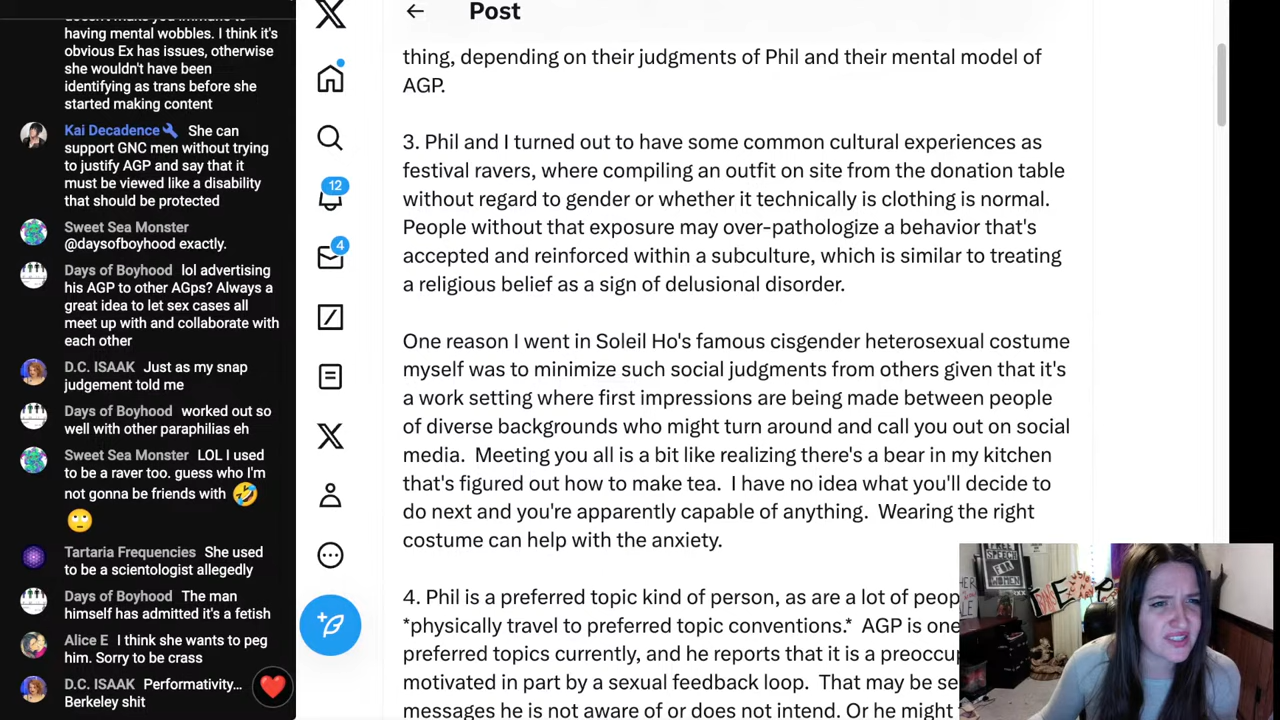 doesn't make you immune to
having mental wobbles. I think it's
obvious Ex has issues, otherwise
she wouldn't have been
identifying as trans before she
started making content
Kai Decadence She can
support GNC men without trying
to justify AGP and say that it
must be viewed like a disability
that should be protected
Sweet Sea Monster
@daysofboyhood exactly.
Days of Boyhood lol advertising
his AGP to other AGps? Always a
great idea to let sex cases all
meet up with and collaborate with
each other
D.C. ISAAK Just as my snap
judgement told me
Days of Boyhood worked out so
well with other paraphilias eh
Sweet Sea Monster LOL I used
to be a raver too. guess who I'm
not gonna be friends with 🤣
🙄
Tartaria Frequencies She used
to be a scientologist allegedly
Days of Boyhood The man
himself has admitted it's a fetish
Alice E I think she wants to peg
him. Sorry to be crass
D.C. ISAAK Performativity...
Berkeley shit
12
4
Post
thing, depending on their judgments of Phil and their mental model of
AGP.
3. Phil and I turned out to have some common cultural experiences as
festival ravers, where compiling an outfit on site from the donation table
without regard to gender or whether it technically is clothing is normal.
People without that exposure may over-pathologize a behavior that's
accepted and reinforced within a subculture, which is similar to treating
a religious belief as a sign of delusional disorder.
One reason I went in Soleil Ho's famous cisgender heterosexual costume
myself was to minimize such social judgments from others given that it's
a work setting where first impressions are being made between people
of diverse backgrounds who might turn around and call you out on social
media. Meeting you all is a bit like realizing there's a bear in my kitchen
that's figured out how to make tea. I have no idea what you'll decide to
do next and you're apparently capable of anything. Wearing the right
costume can help with the anxiety.
4. Phil is a preferred topic kind of person, as are a lot of peop
*physically travel to preferred topic conventions.* AGP is one
preferred topics currently, and he reports that it is a preoccu
motivated in part by a sexual feedback loop. That may be se
messages he is not aware of or does not intend. Or he might
SPEECH
FOR
WOMEN